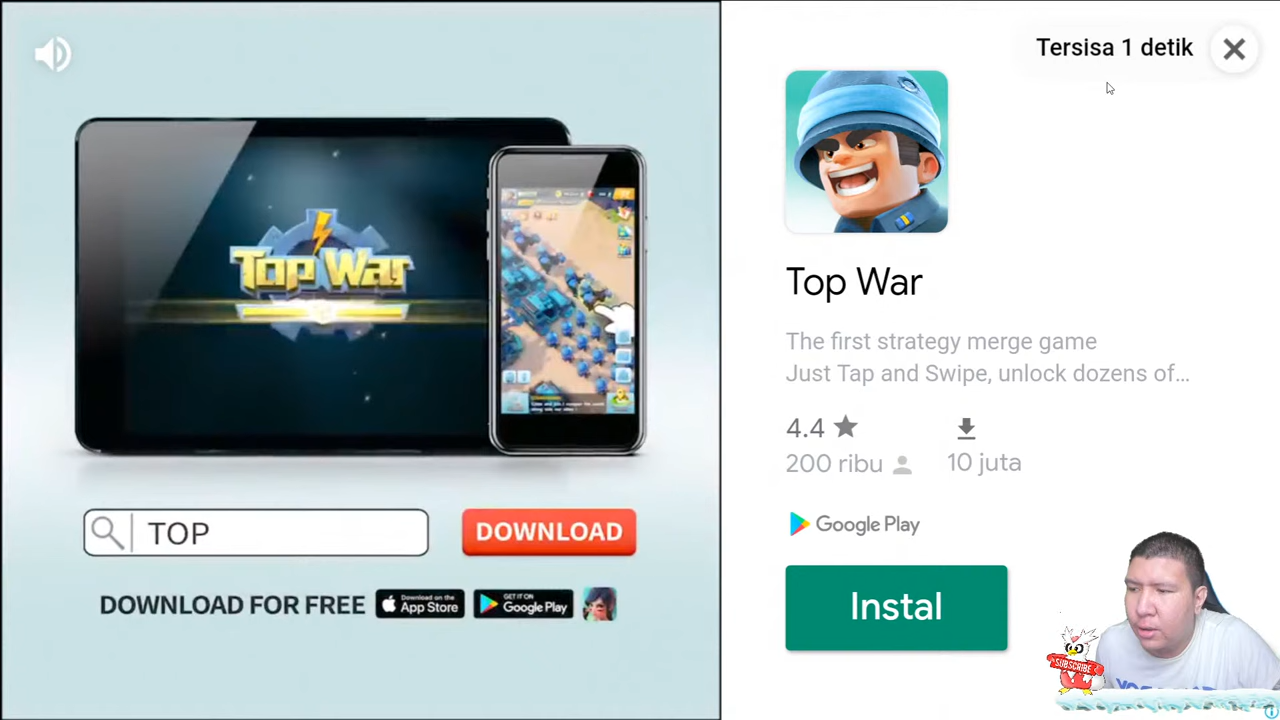 Tersisa 1 detik
Top War
TOP
DOWNLOAD
DOWNLOAD FOR FREE
Download on the
App Store
GET IT ON
Google Play
Top War
The first strategy merge game
Just Tap and Swipe, unlock dozens of...
4.4
200 ribu
10 juta
Google Play
Instal
SUBSCRIBE